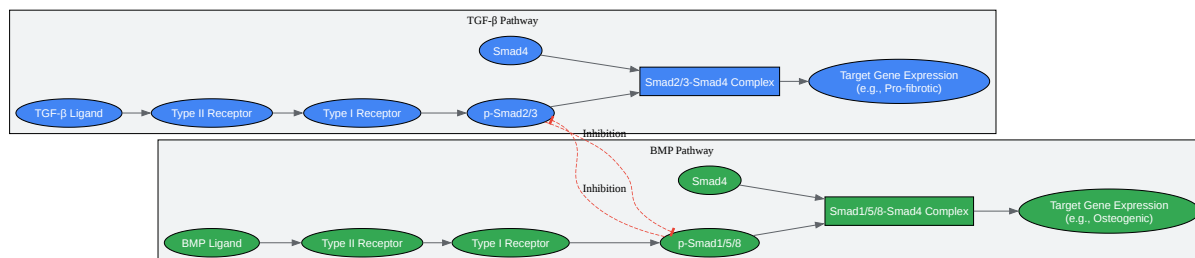 TGF-β Pathway
Smad4
Smad2/3-Smad4 Complex
Target Gene Expression
(e.g., Pro-fibrotic)
TGF-β Ligand
Type II Receptor
Type I Receptor
p-Smad2/3
Inhibition
BMP Pathway
Inhibition
Smad4
Smad1/5/8-Smad4 Complex
Target Gene Expression
(e.g., Osteogenic)
BMP Ligand
Type II Receptor
Type I Receptor
p-Smad1/5/8